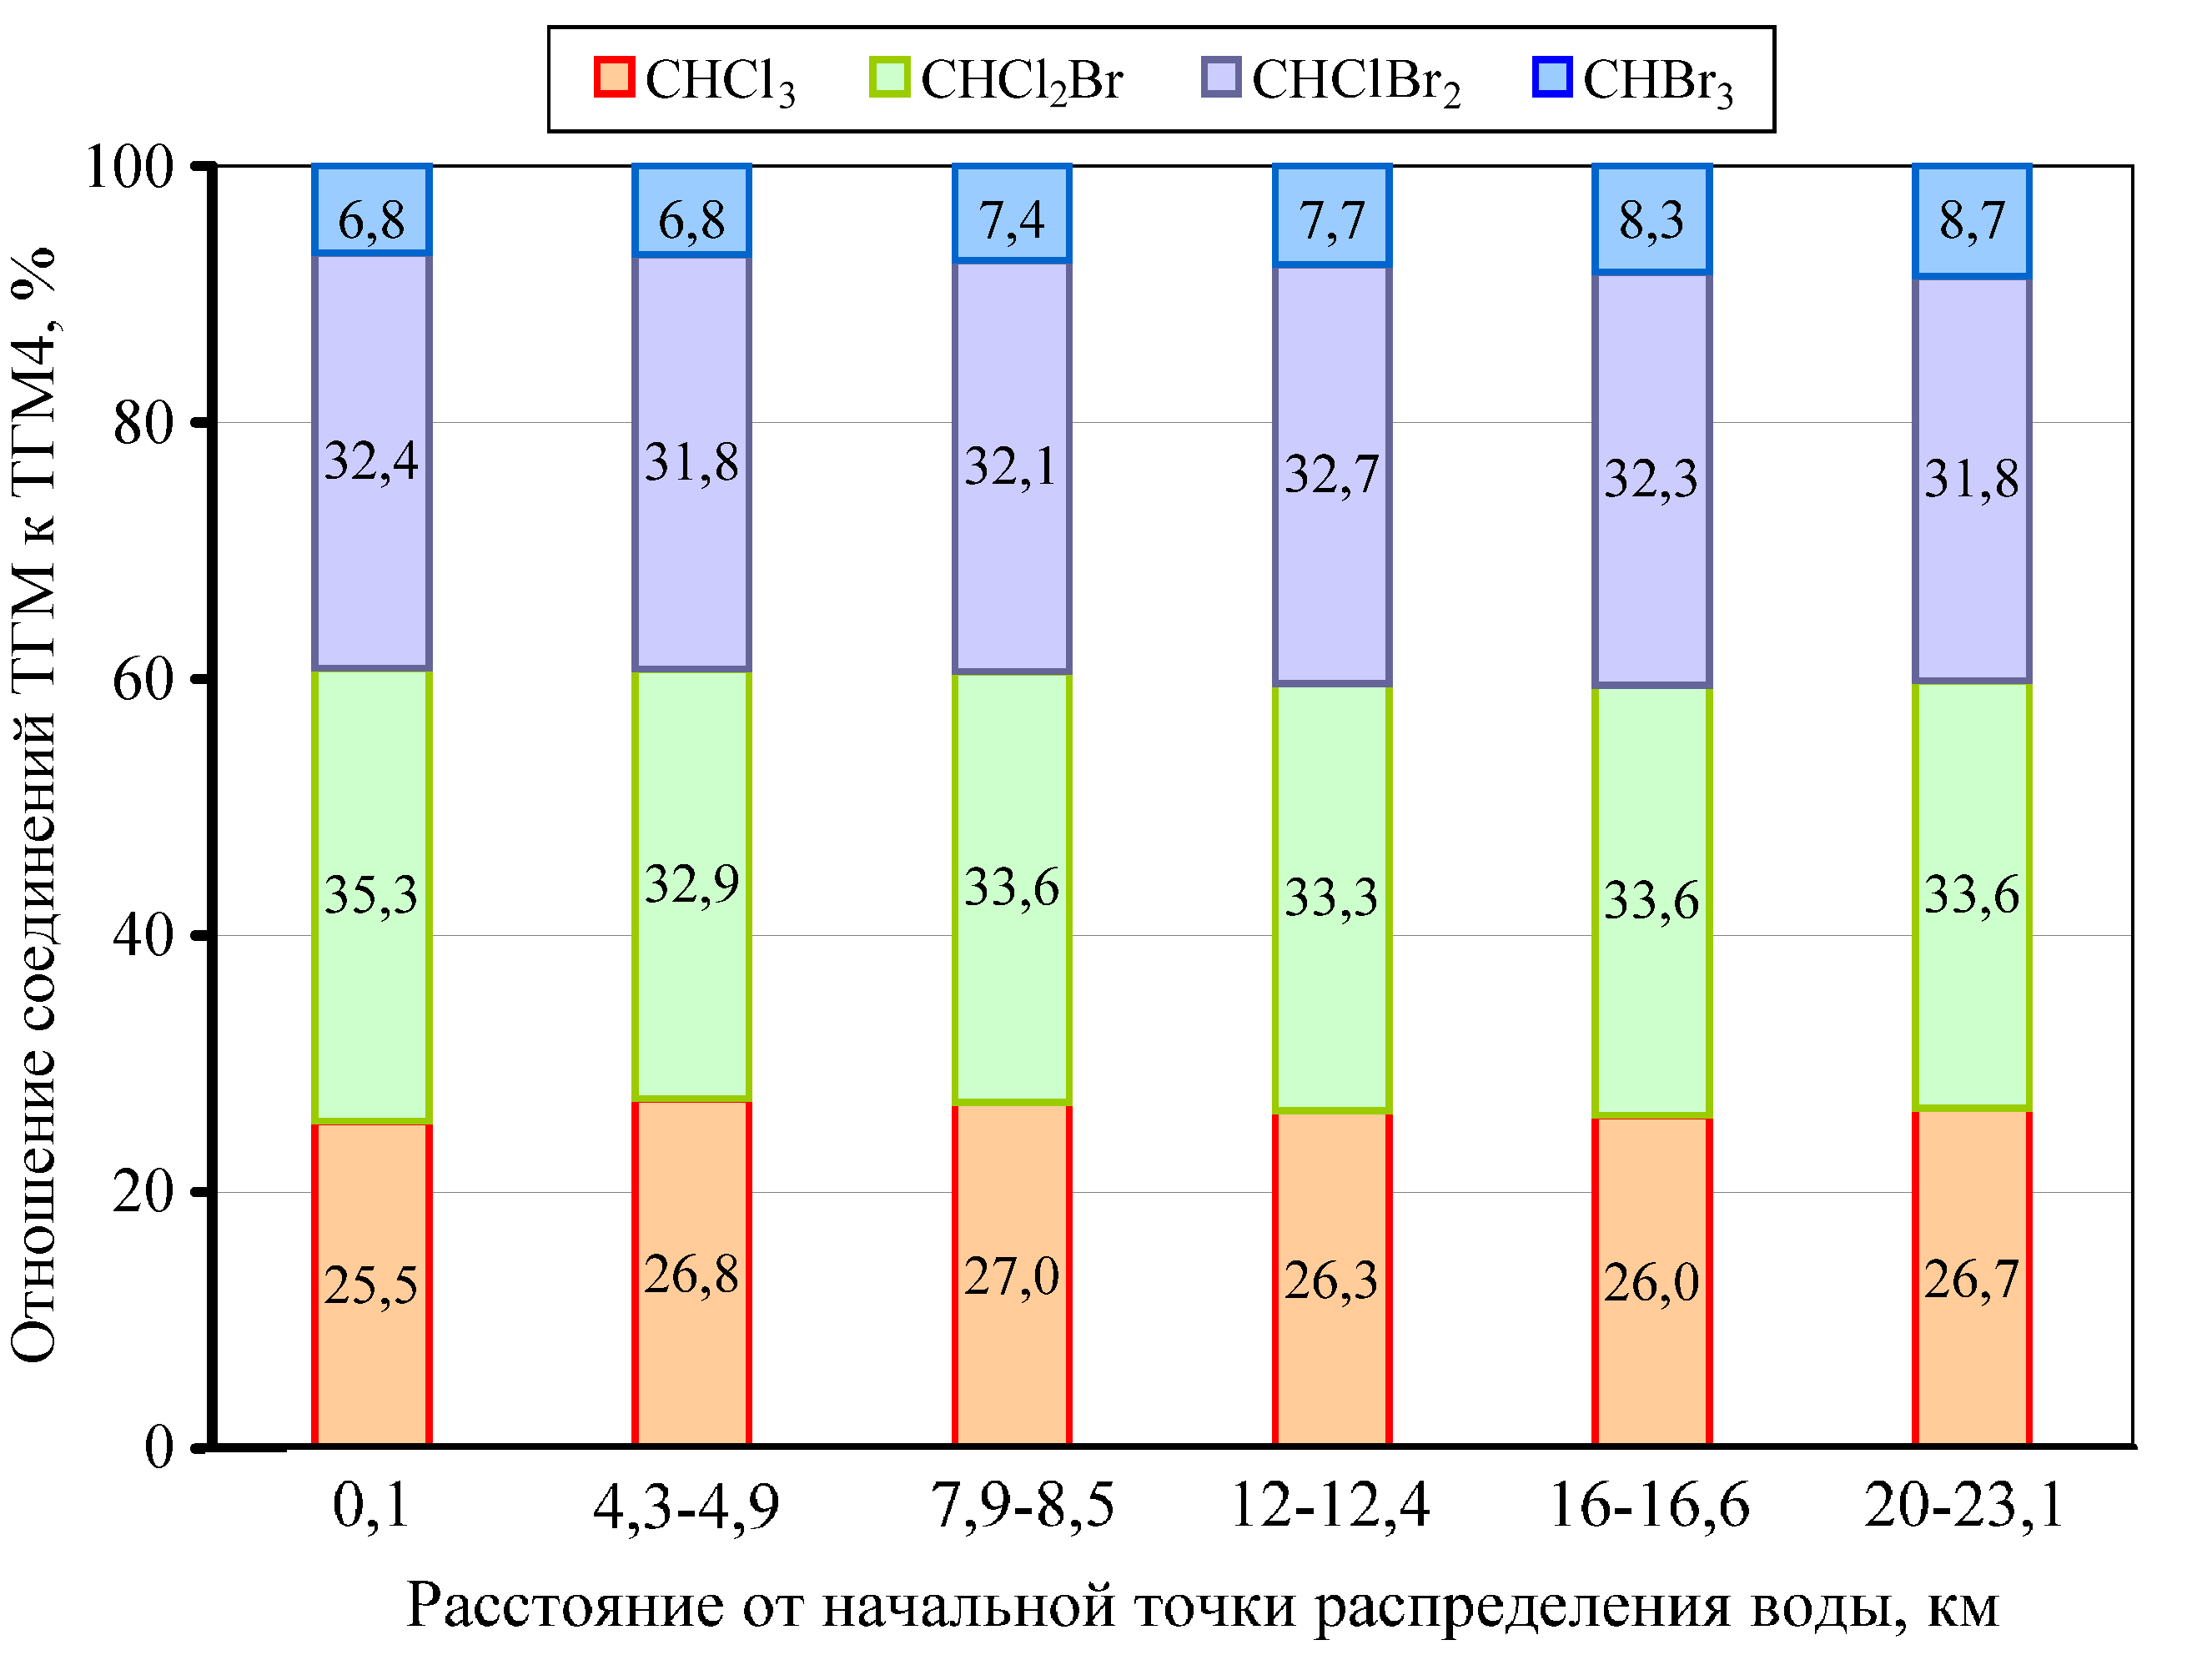 CHCl3 CHCl2Br CHClBr2 CHBr3
Отношение соединений ТГМ к ТГМ4, %
100
80
60
40
20
0
6,8 6,8 7,4 7,7 8,3 8,7
32,4 31,8 32,1 32,7 32,3 31,8
35,3 32,9 33,6 33,3 33,6 33,6
25,5 26,8 27,0 26,3 26,0 26,7
0,1 4,3-4,9 7,9-8,5 12-12,4 16-16,6 20-23,1
Расстояние от начальной точки распределения воды, км